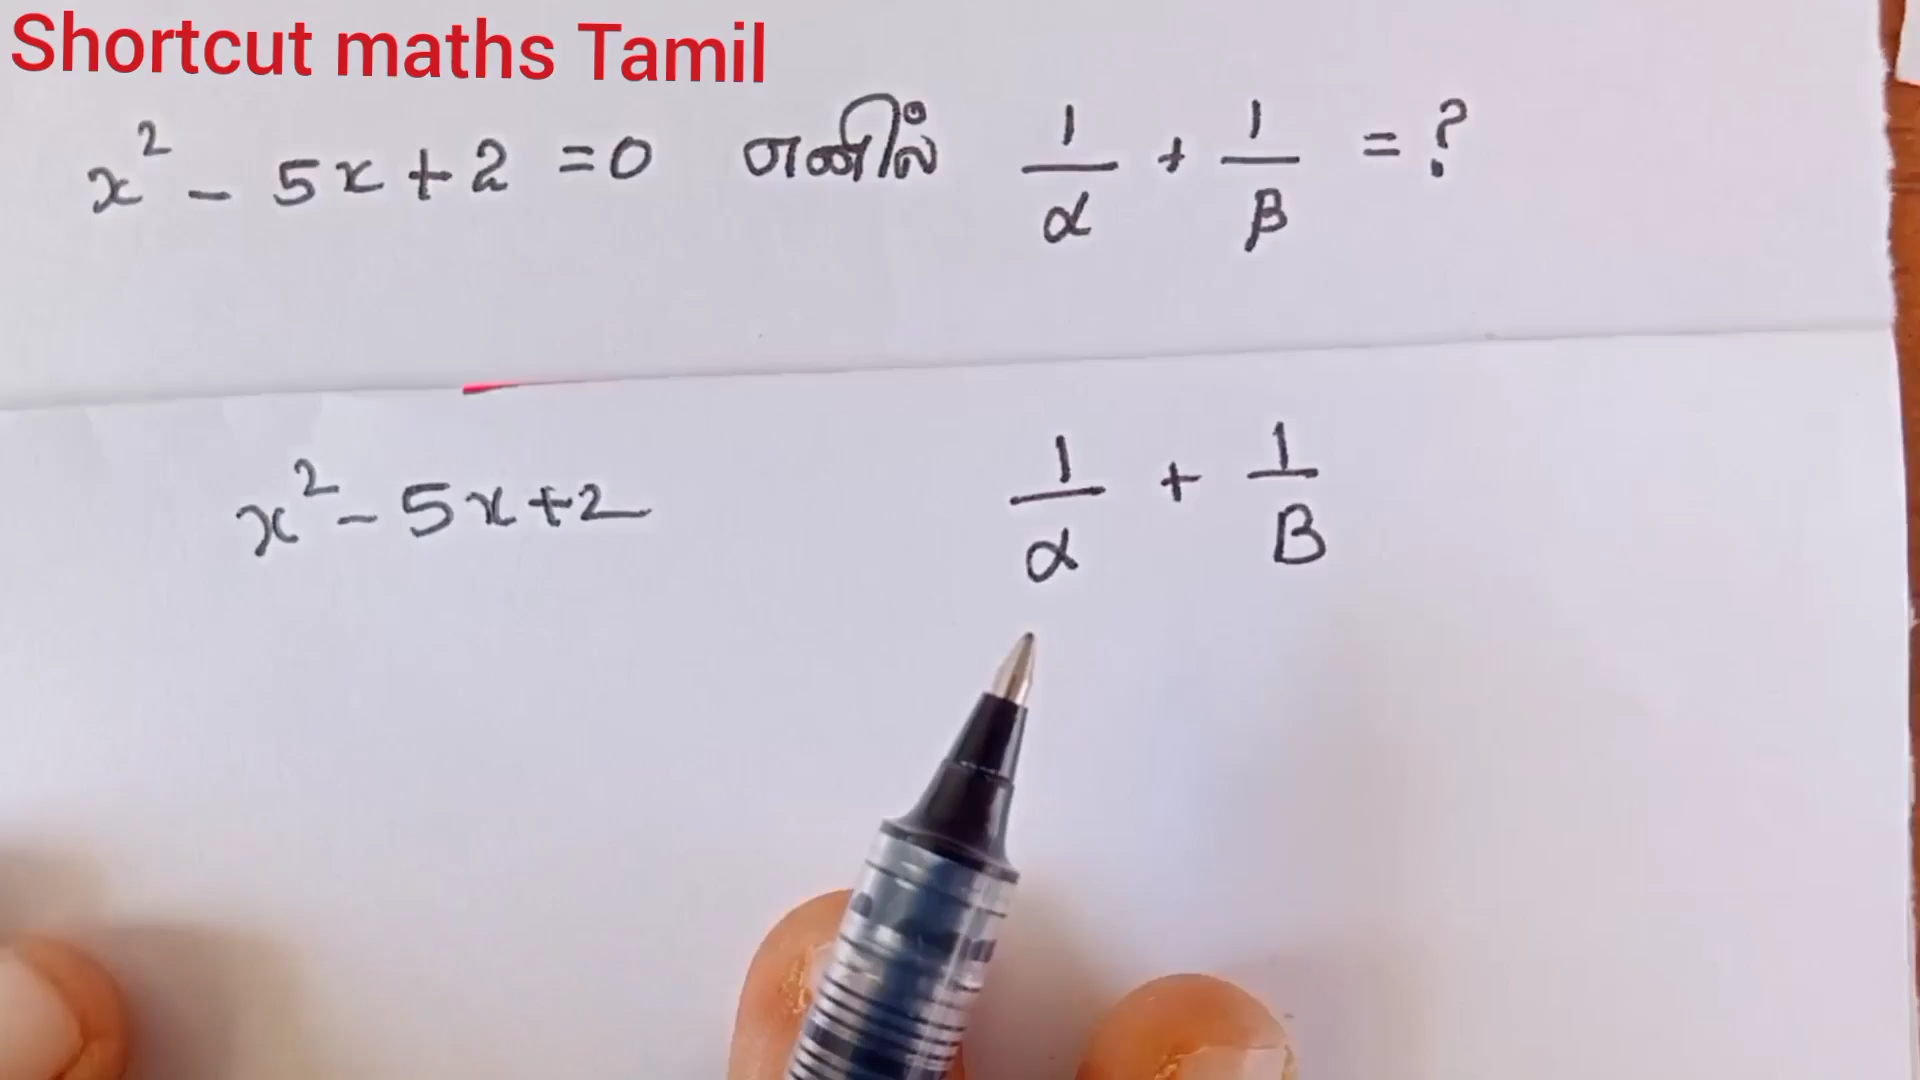 Shortcut maths Tamil
x² - 5x + 2 = 0 எனில் 1/α + 1/β = ?
x² - 5x + 2 1/α + 1/β